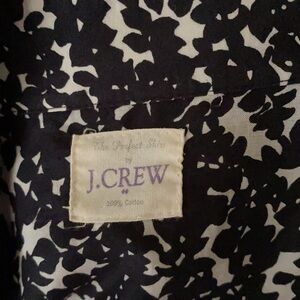 The Perfect Shirt
by
J.CREW
100% Cotton